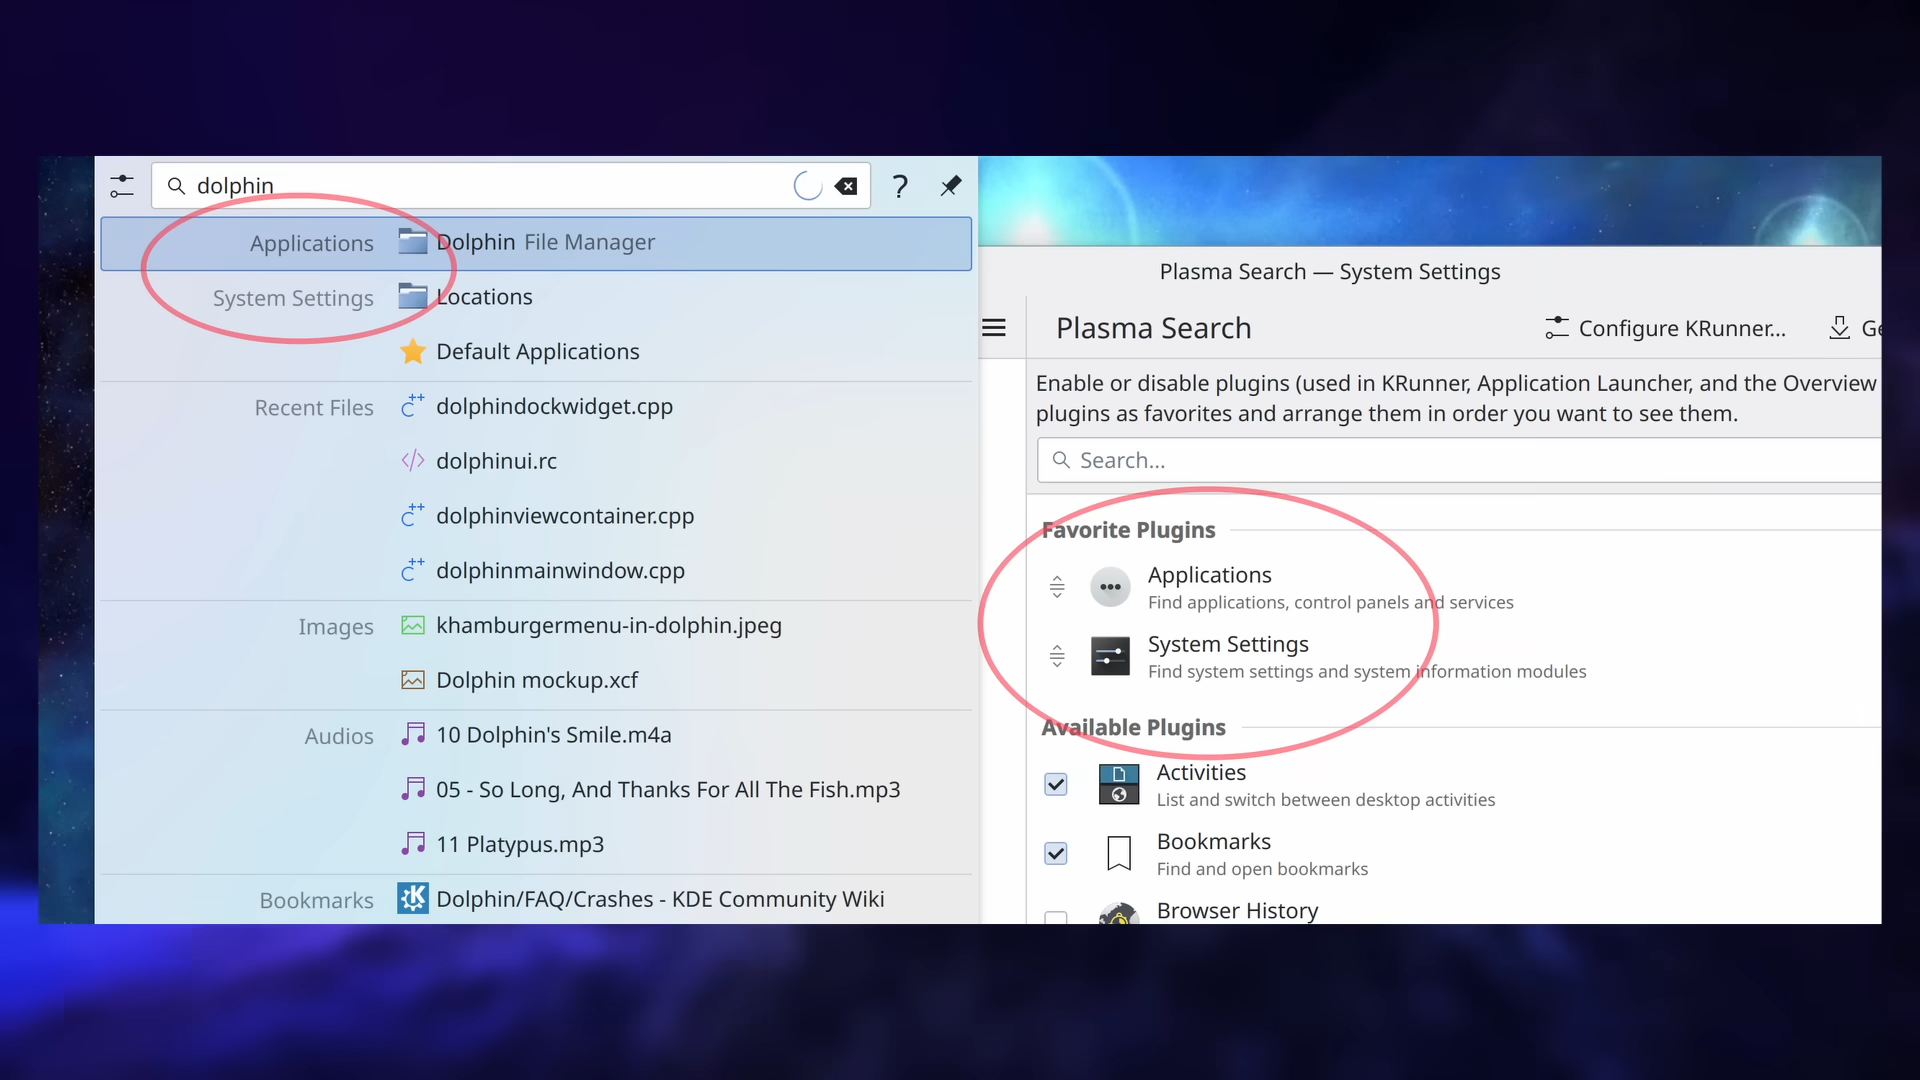 dolphin
?
Applications
Dolphin File Manager
System Settings
Locations
Default Applications
Recent Files
dolphindockwidget.cpp
dolphinui.rc
dolphinviewcontainer.cpp
dolphinmainwindow.cpp
Images
khamburgermenu-in-dolphin.jpeg
Dolphin mockup.xcf
Audios
10 Dolphin's Smile.m4a
05 - So Long, And Thanks For All The Fish.mp3
11 Platypus.mp3
Bookmarks
Dolphin/FAQ/Crashes - KDE Community Wiki
Plasma Search — System Settings
Plasma Search
Configure KRunner...
Enable or disable plugins (used in KRunner, Application Launcher, and the Overview
plugins as favorites and arrange them in order you want to see them.
Search...
Favorite Plugins
Applications
Find applications, control panels and services
System Settings
Find system settings and system information modules
Available Plugins
Activities
List and switch between desktop activities
Bookmarks
Find and open bookmarks
Browser History